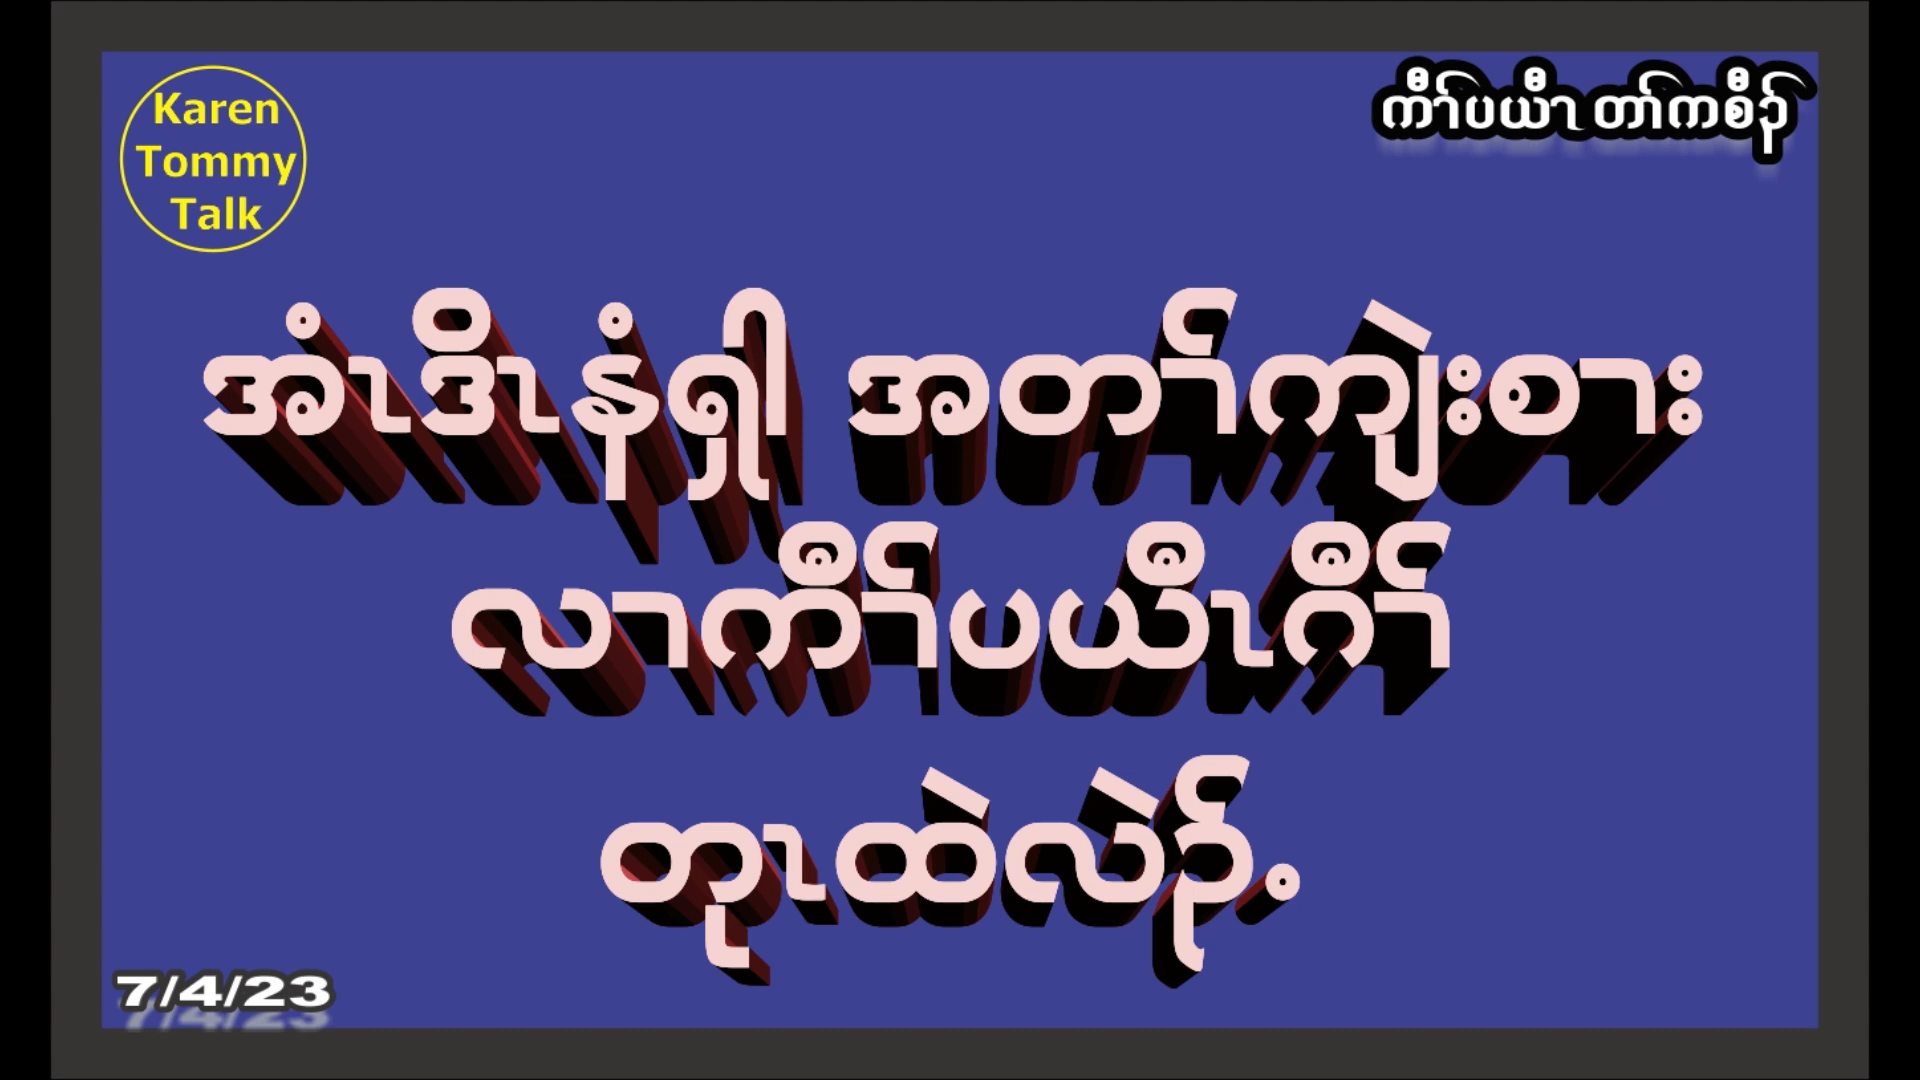 Karen
Tommy
Talk
ကီၢ်ပယီၤ တၢ်ကစီၣ်
အံၤဒိၤနံၡါ အတၢ်ကျဲးစား
လၢကီၢ်ပယီၤဂီၢ်
တုၤထဲလဲၣ်.
7/4/23